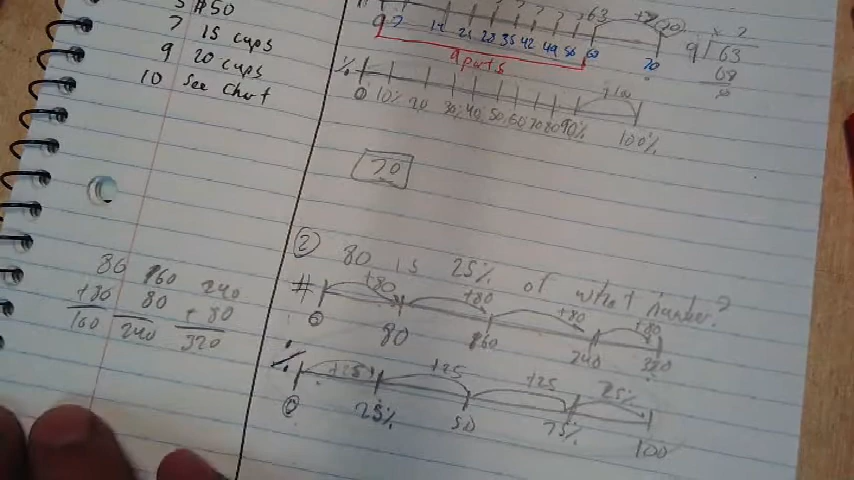 5 $50
7 15 cups
9 20 cups
10 See Chart
7 14 21 28 35 42 49 56 63
70
9 parts
9 63
% 0 10% 20 30% 40% 50% 60% 70 80 90% 100%
70
② 80 is 25% of what number?
# +80 +80 +80 +80
0 80 160 240 320
% +25 +25 +25 25%
0 25% 50 75% 100
80 160 240
+80 80 +80
160 240 320